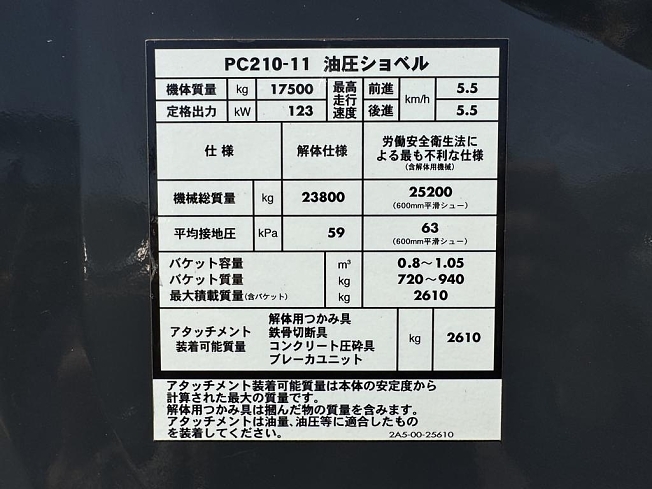 PC210-11 油圧ショベル
機体質量 kg 17500 最高走行速度 前進 km/h 5.5
定格出力 kW 123 後進 5.5
仕様 解体仕様 労働安全衛生法による最も不利な仕様 (含解体用機械)
機械総質量 kg 23800 25200 (600mm平滑シュー)
平均接地圧 kPa 59 63 (600mm平滑シュー)
バケット容量 m³ 0.8〜1.05
バケット質量 kg 720〜940
最大積載質量(含バケット) kg 2610
アタッチメント装着可能質量 解体用つかみ具 鉄骨切断具 コンクリート圧砕具 ブレーカユニット kg 2610
アタッチメント装着可能質量は本体の安定度から
計算された最大の質量です。
解体用つかみ具は掴んだ物の質量を含みます。
アタッチメントは油量、油圧等に適合したもの
を装着してください。 2A5-00-25610